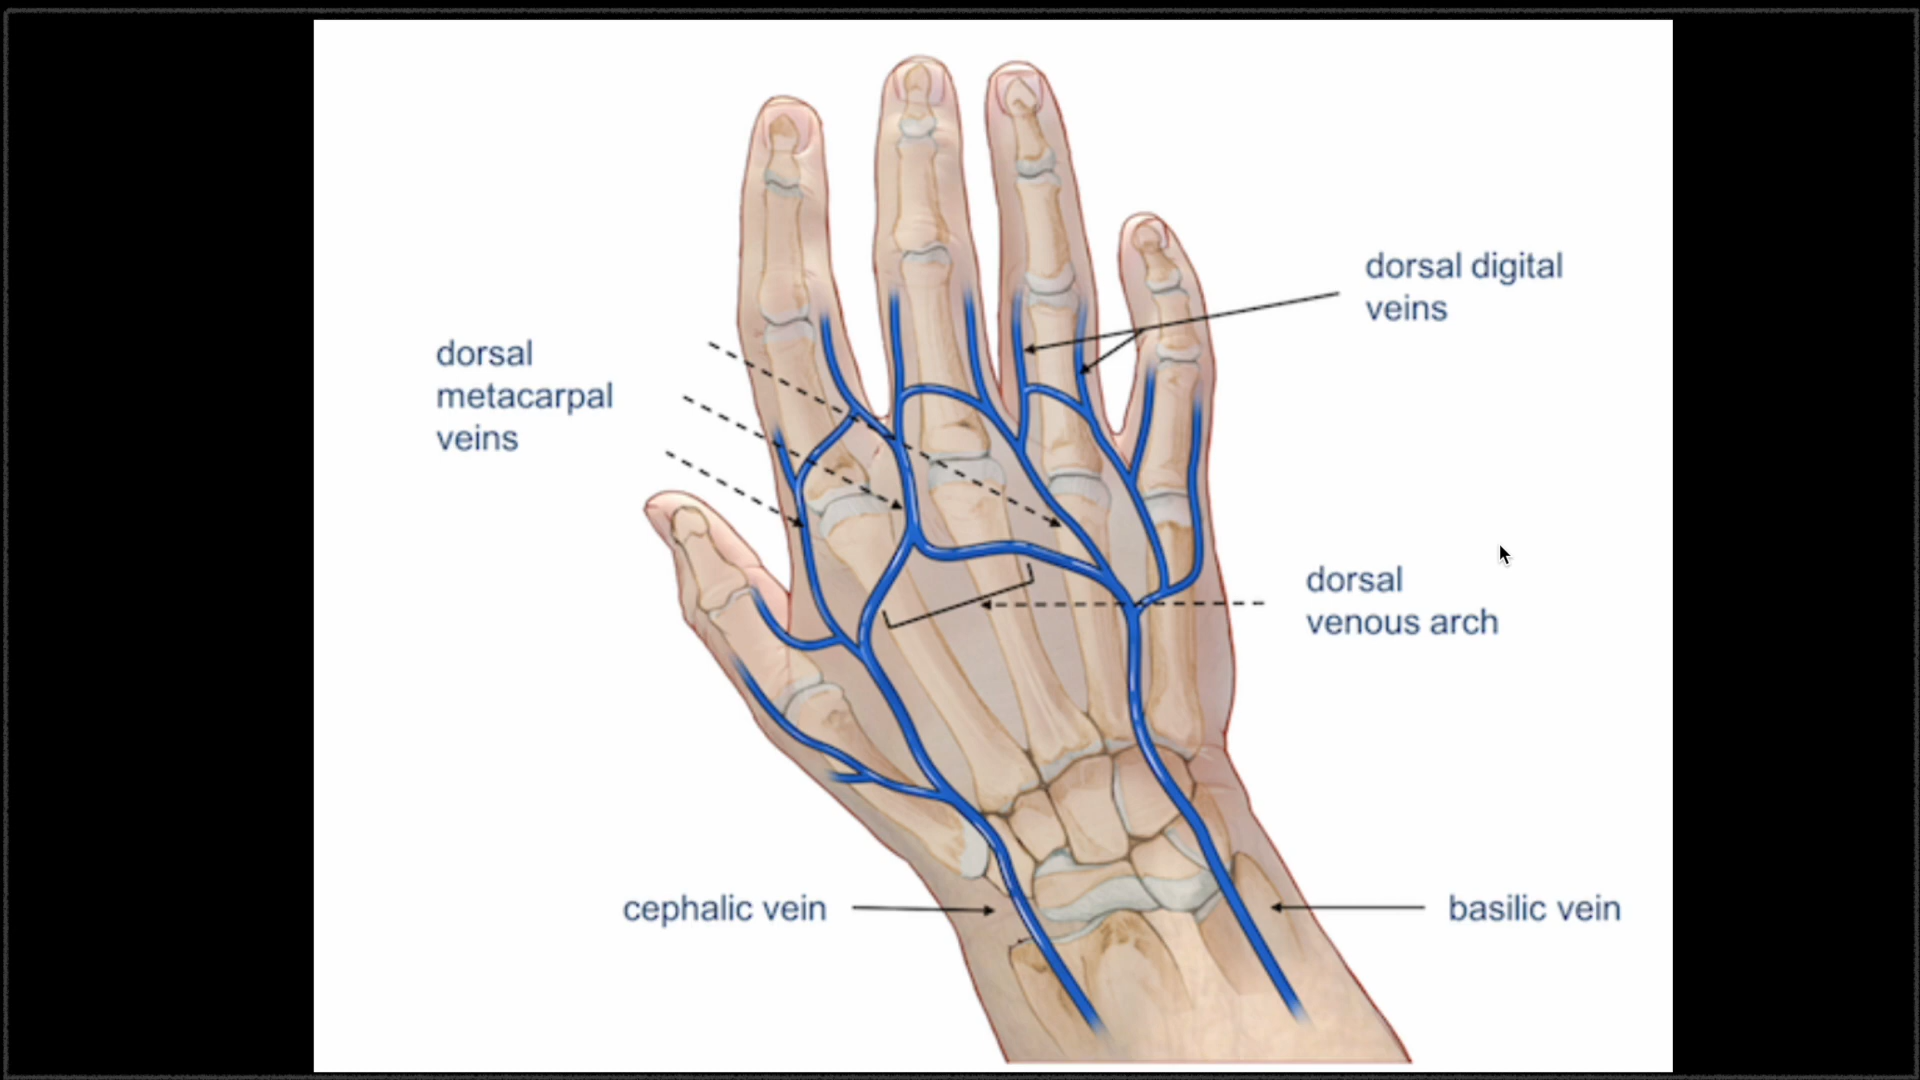 dorsal digital
veins
dorsal
metacarpal
veins
dorsal
venous arch
cephalic vein
basilic vein